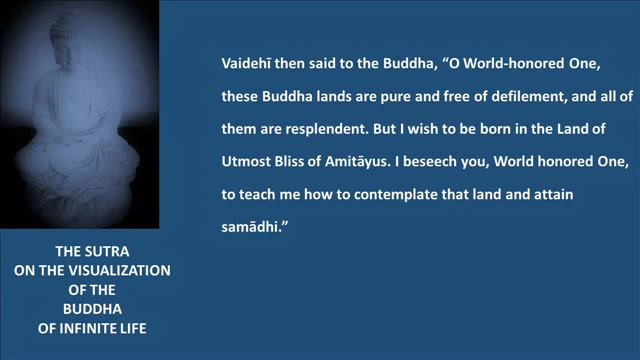 Vaidehī then said to the Buddha, “O World-honored One,
these Buddha lands are pure and free of defilement, and all of
them are resplendent. But I wish to be born in the Land of
Utmost Bliss of Amitāyus. I beseech you, World honored One,
to teach me how to contemplate that land and attain
samādhi.”
THE SUTRA
ON THE VISUALIZATION
OF THE
BUDDHA
OF INFINITE LIFE